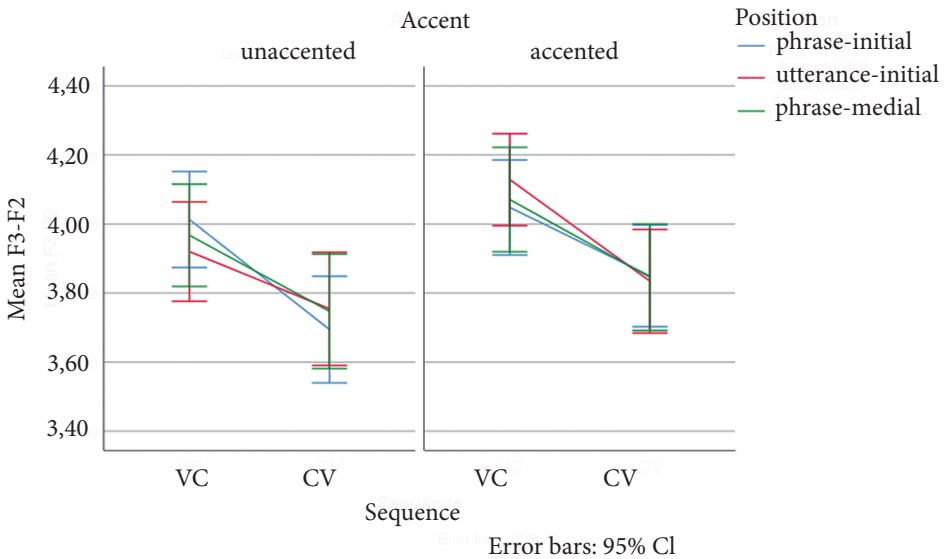 Accent
unaccented
accented
Position
phrase-initial
utterance-initial
phrase-medial
Mean F3-F2
4,40
4,20
4,00
3,80
3,60
3,40
VC
CV
VC
CV
Sequence
Error bars: 95% Cl